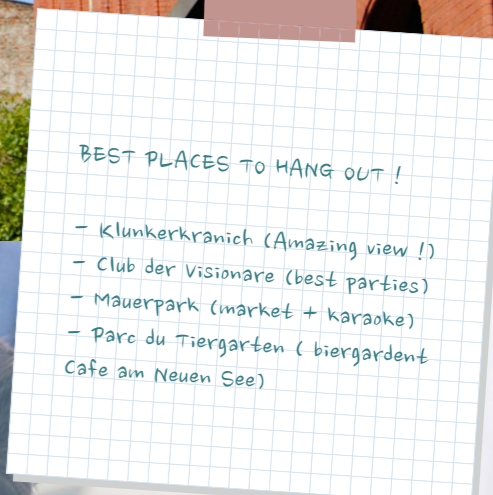 BEST PLACES TO HANG OUT !
- Klunkerkranich (Amazing view !)
- Club der Visionare (best parties)
- Mauerpark (market + karaoke)
- Parc du Tiergarten ( biergardent
Cafe am Neuen See)